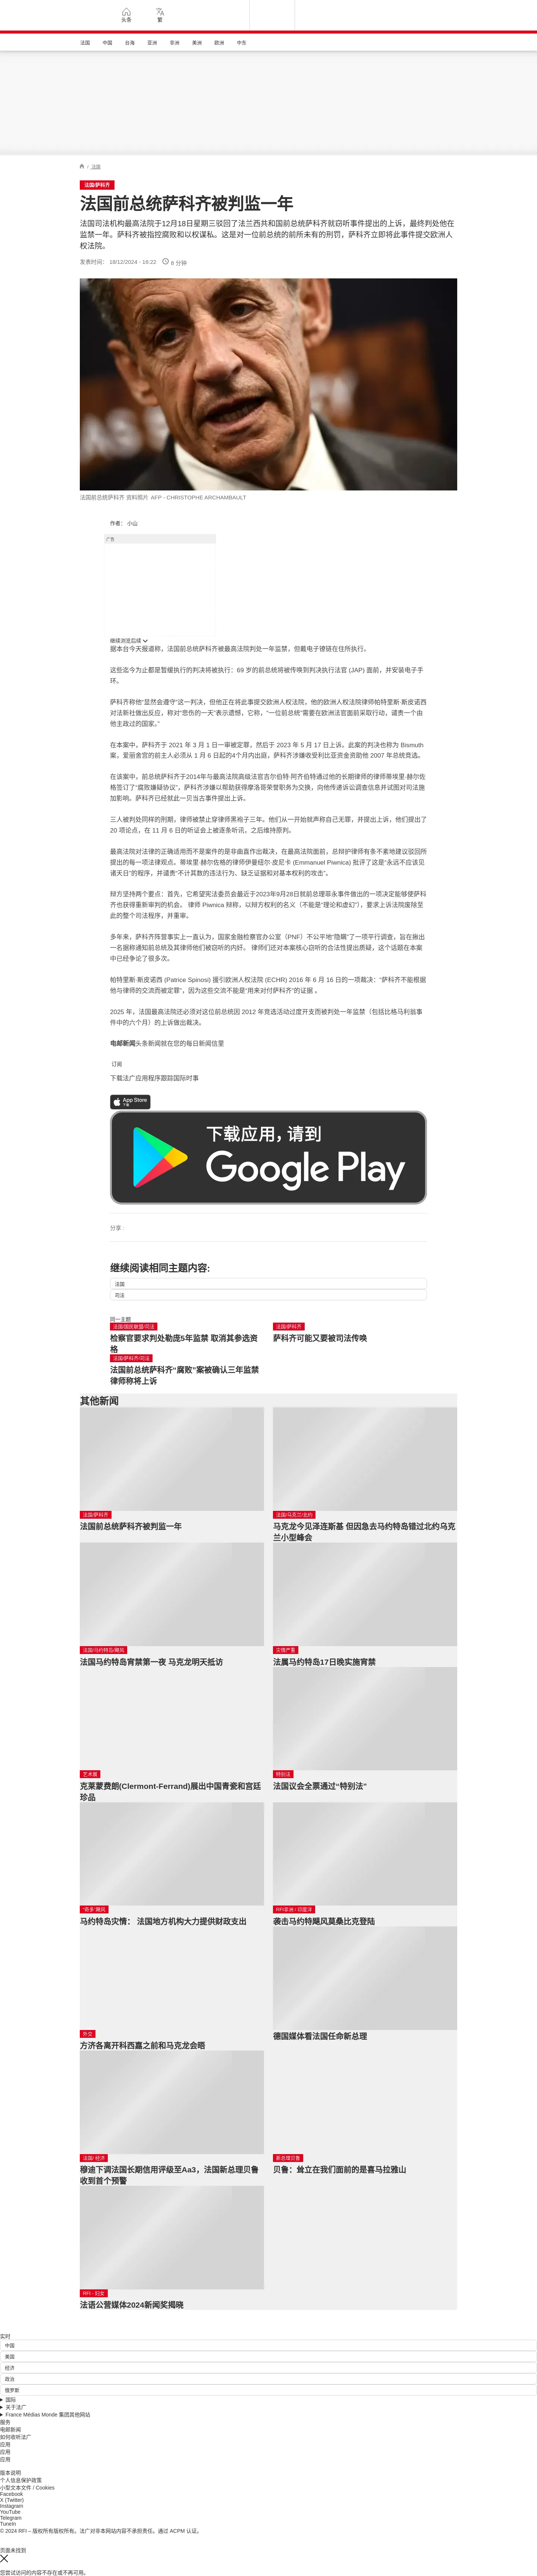 头条
繁
法国
中国
台海
亚洲
非洲
美洲
欧洲
中东
/ 法国
法国/萨科齐
法国前总统萨科齐被判监一年
法国司法机构最高法院于12月18日星期三驳回了法兰西共和国前总统萨科齐就窃听事件提出的上诉，最终判处他在
监禁一年。萨科齐被指控腐败和以权谋私。这是对一位前总统的前所未有的刑罚，萨科齐立即将此事件提交欧洲人
权法院。
发表时间： 18/12/2024 - 16:22
8 分钟
法国前总统萨科齐 资料照片 AFP - CHRISTOPHE ARCHAMBAULT
作者： 小山
广告
继续浏览后续
据本台今天报道称，法国前总统萨科齐被最高法院判处一年监禁，但戴电子镣链在住所执行。
这些迄今为止都是暂缓执行的判决将被执行：69 岁的前总统将被传唤到判决执行法官 (JAP) 面前，并安装电子手
环。
萨科齐称他“显然会遵守”这一判决，但他正在将此事提交欧洲人权法院，他的欧洲人权法院律师帕特里斯·斯皮诺西
对法新社做出反应，称对“悲伤的一天”表示遗憾，它称，”一位前总统“需要在欧洲法官面前采取行动，谴责一个由
他主政过的国家。”
在本案中，萨科齐于 2021 年 3 月 1 日一审被定罪，然后于 2023 年 5 月 17 日上诉。此案的判决也称为 Bismuth
案。爱丽舍宫的前主人必须从 1 月 6 日起的4个月内出庭，萨科齐涉嫌收受利比亚资金资助他 2007 年总统竞选。
在该案中，前总统萨科齐于2014年与最高法院高级法官吉尔伯特·阿齐伯特通过他的长期律师的律师蒂埃里·赫尔佐
格签订了“腐败嫌疑协议”，萨科齐涉嫌以帮助获得摩洛哥荣誉职务为交换，向他传递诉讼调查信息并试图对司法施
加影响。萨科齐已经就此一贝当古事件提出上诉。
三人被判处同样的刑期，律师被禁止穿律师黑袍子三年。他们从一开始就声称自己无罪，并提出上诉，他们提出了
20 项论点，在 11 月 6 日的听证会上被逐条听讯，之后维持原判。
最高法院对法律的正确适用而不是案件的是非曲直作出裁决，在最高法院面前，总辩护律师有条不紊地建议驳回所
提出的每一项法律观点。蒂埃里·赫尔佐格的律师伊曼纽尔·皮尼卡 (Emmanuel Piwnica) 批评了这是“永远不应该见
诸天日”的程序，并谴责“不计其数的违法行为、缺乏证据和对基本权利的攻击”。
辩方坚持两个要点：首先，它希望宪法委员会最近于2023年9月28日就前总理菲永事件做出的一项决定能够使萨科
齐也获得重新审判的机会。 律师 Piwnica 辩称，以辩方权利的名义（不能是“理论和虚幻”），要求上诉法院废除至
此的整个司法程序，并重审。
多年来，萨科齐阵营事实上一直认为，国家金融检察官办公室（PNF）不公平地“隐瞒”了一项平行调查，旨在揪出
一名据称通知前总统及其律师他们被窃听的内奸。 律师们还对本案核心窃听的合法性提出质疑，这个话题在本案
中已经争论了很多次。
帕特里斯·斯皮诺西 (Patrice Spinosi) 援引欧洲人权法院 (ECHR) 2016 年 6 月 16 日的一项裁决：“萨科齐不能根据
他与律师的交流而被定罪”，因为这些交流不能是“用来对付萨科齐”的证据 。
2025 年，法国最高法院还必须对这位前总统因 2012 年竞选活动过度开支而被判处一年监禁（包括比格马利翁事
件中的六个月）的上诉做出裁决。
电邮新闻头条新闻就在您的每日新闻信里
订阅
下载法广应用程序跟踪国际时事
App Store
下载应用，请到
Google Play
分享 :
继续阅读相同主题内容:
法国
司法
同一主题
法国/国民联盟/司法
检察官要求判处勒庞5年监禁 取消其参选资
格
法国/萨科齐
萨科齐可能又要被司法传唤
法国/萨科齐/司法
法国前总统萨科齐“腐败”案被确认三年监禁
律师称将上诉
其他新闻
法国/萨科齐
法国前总统萨科齐被判监一年
法国/乌克兰/北约
马克龙今见泽连斯基 但因急去马约特岛错过北约乌克
兰小型峰会
法国/马约特岛/飓风
法国马约特岛宵禁第一夜 马克龙明天抵访
灾情严重
法属马约特岛17日晚实施宵禁
艺术展
克莱蒙费朗(Clermont-Ferrand)展出中国青瓷和宫廷
珍品
特别法
法国议会全票通过“特别法”
“奇多”飓风
马约特岛灾情： 法国地方机构大力提供财政支出
RFI/非洲 / 印度洋
袭击马约特飓风莫桑比克登陆
外交
方济各离开科西嘉之前和马克龙会晤
德国媒体看法国任命新总理
法国/ 经济
穆迪下调法国长期信用评级至Aa3，法国新总理贝鲁
收到首个预警
新总理贝鲁
贝鲁：耸立在我们面前的是喜马拉雅山
RFI - 妇女
法语公营媒体2024新闻奖揭晓
实时
中国
美国
经济
政治
俄罗斯
国际
关于法广
France Médias Monde 集团其他网站
服务
电邮新闻
如何收听法广
应用
应用
应用
版本说明
个人信息保护政策
小型文本文件 / Cookies
Facebook
X (Twitter)
Instagram
YouTube
Telegram
TuneIn
© 2024 RFI – 版权所有版权所有。法广对非本网站内容不承担责任。通过 ACPM 认证。
页面未找到
您尝试访问的内容不存在或不再可用。